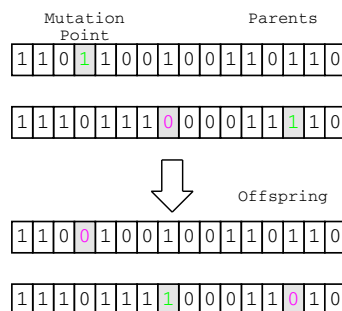 Mutation Point
Parents
1 1 0 1 1 0 0 1 0 0 1 1 0 1 1 0
1 1 1 0 1 1 1 0 0 0 0 1 1 1 1 0
Offspring
1 1 0 0 1 0 0 1 0 0 1 1 0 1 1 0
1 1 1 0 1 1 1 1 0 0 0 1 1 0 1 0